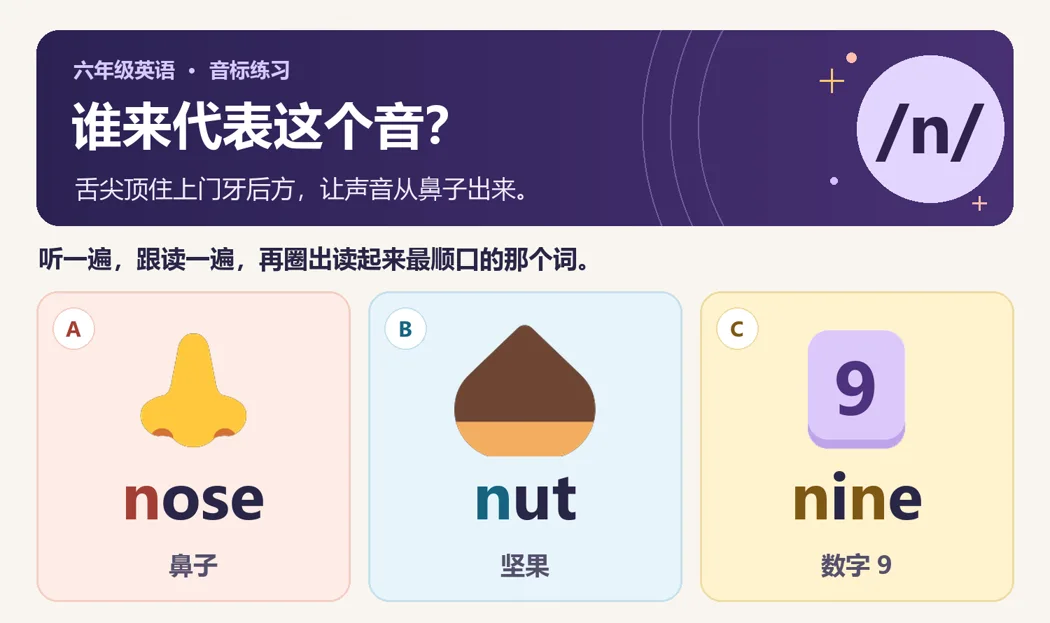 六年级英语 · 音标练习
谁来代表这个音?
舌尖顶住上门牙后方，让声音从鼻子出来。
/n/
听一遍，跟读一遍，再圈出读起来最顺口的那个词。
A
nose
鼻子
B
nut
坚果
C
9
nine
数字 9